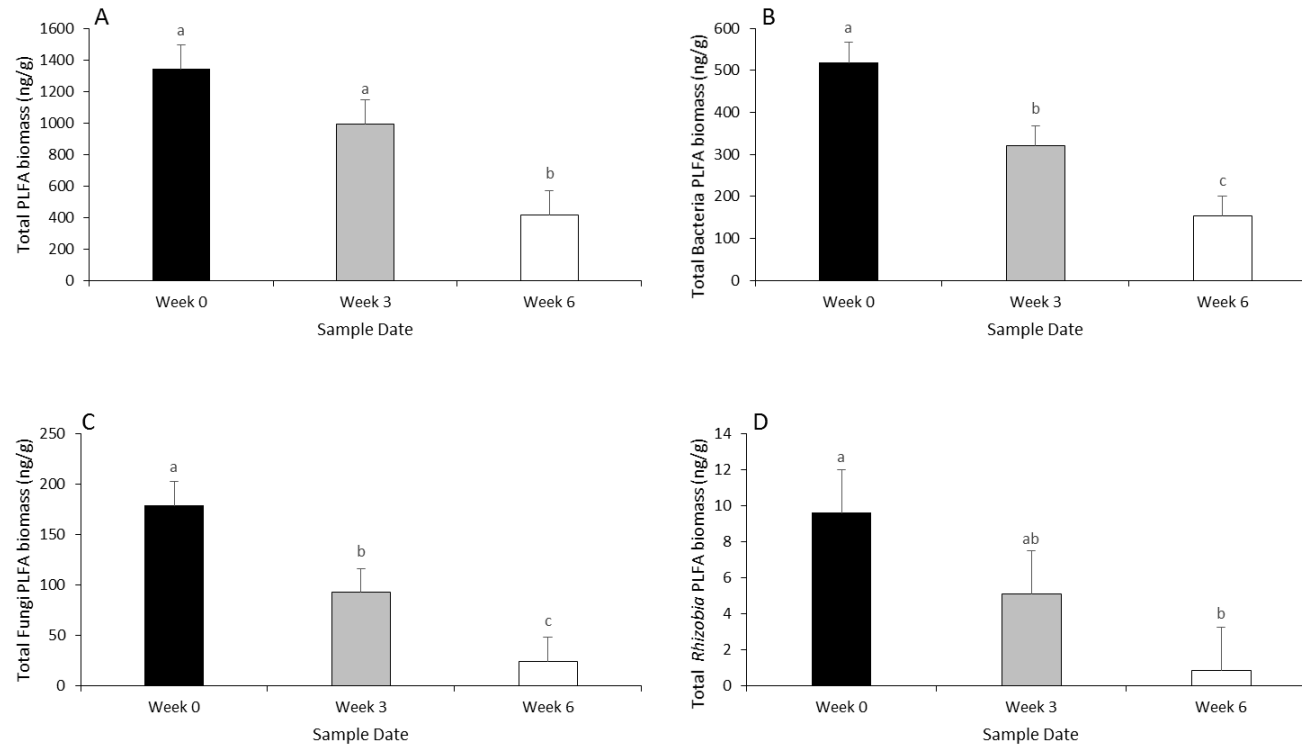 A
Total PLFA biomass (ng/g)
1600
1400
1200
1000
800
600
400
200
0
a
a
b
Week 0 Week 3 Week 6
Sample Date
B
Total Bacteria PLFA biomass (ng/g)
600
500
400
300
200
100
0
a
b
c
Week 0 Week 3 Week 6
Sample Date
C
Total Fungi PLFA biomass (ng/g)
250
200
150
100
50
0
a
b
c
Week 0 Week 3 Week 6
Sample Date
D
Total Rhizobia PLFA biomass (ng/g)
14
12
10
8
6
4
2
0
a
ab
b
Week 0 Week 3 Week 6
Sample Date